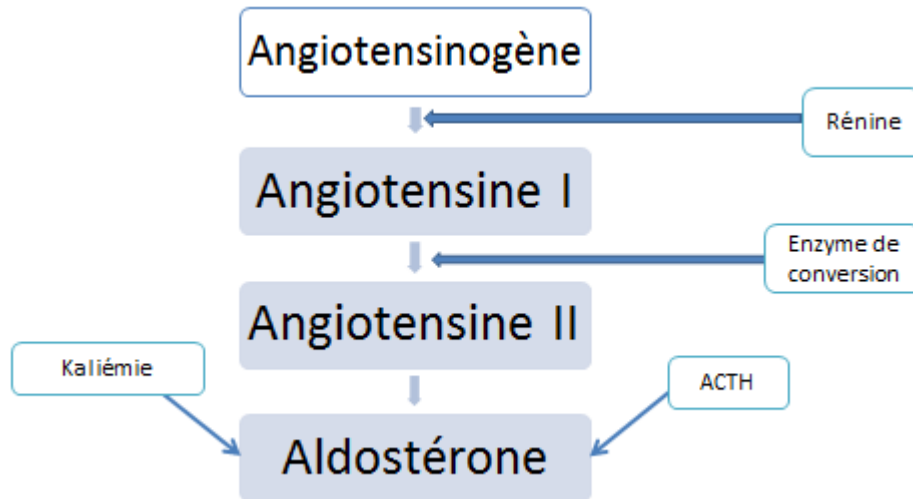 Angiotensinogène
Rénine
Angiotensine I
Enzyme de
conversion
Angiotensine II
Kaliémie
ACTH
Aldostérone